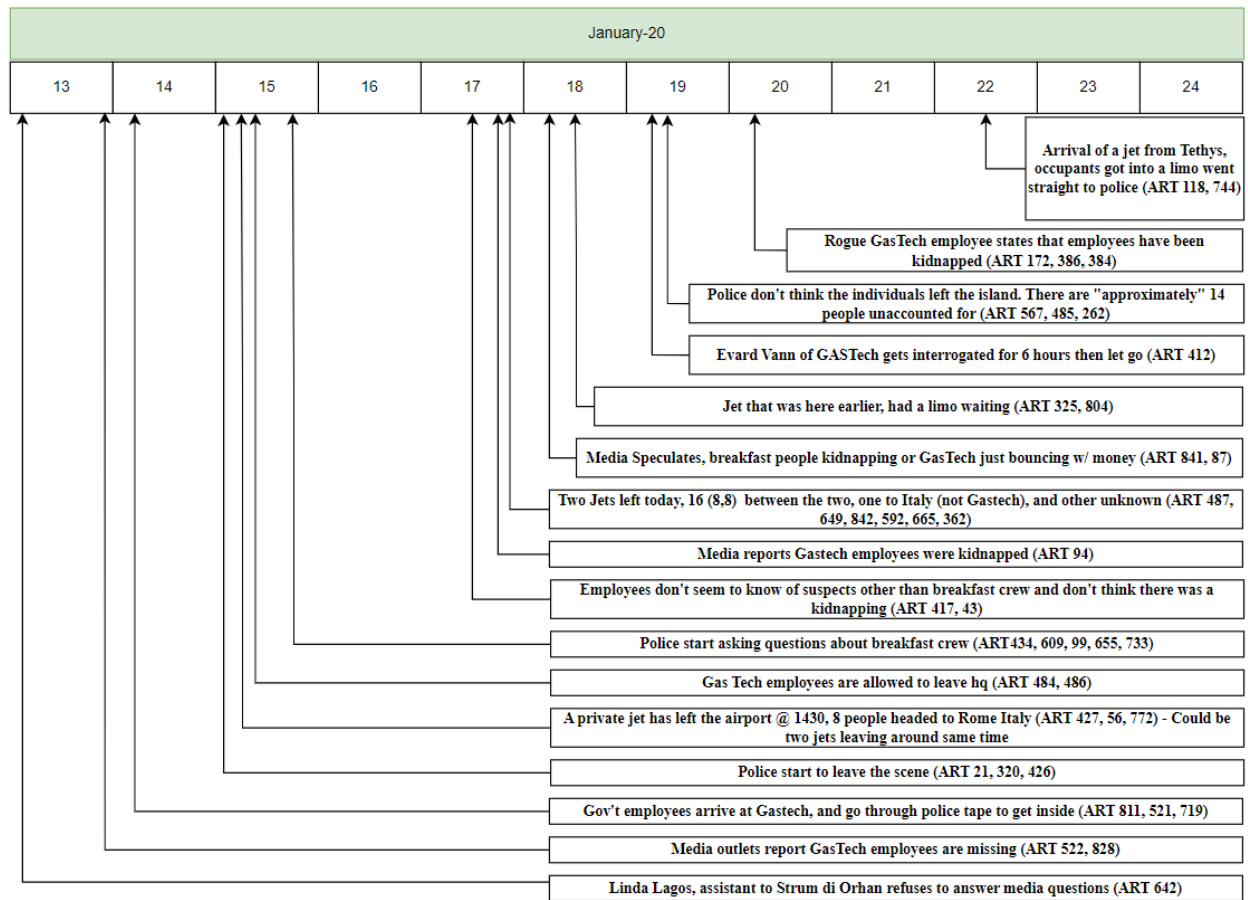 January-20
13 14 15 16 17 18 19 20 21 22 23 24
Arrival of a jet from Tethys,
occupants got into a limo went
straight to police (ART 118, 744)
Rogue GasTech employee states that employees have been
kidnapped (ART 172, 386, 384)
Police don't think the individuals left the island. There are "approximately" 14
people unaccounted for (ART 567, 485, 262)
Evard Vann of GASTech gets interrogated for 6 hours then let go (ART 412)
Jet that was here earlier, had a limo waiting (ART 325, 804)
Media Speculates, breakfast people kidnapping or GasTech just bouncing w/ money (ART 841, 87)
Two Jets left today, 16 (8,8) between the two, one to Italy (not Gastech), and other unknown (ART 487,
649, 842, 592, 665, 362)
Media reports Gastech employees were kidnapped (ART 94)
Employees don't seem to know of suspects other than breakfast crew and don't think there was a
kidnapping (ART 417, 43)
Police start asking questions about breakfast crew (ART434, 609, 99, 655, 733)
Gas Tech employees are allowed to leave hq (ART 484, 486)
A private jet has left the airport @ 1430, 8 people headed to Rome Italy (ART 427, 56, 772) - Could be
two jets leaving around same time
Police start to leave the scene (ART 21, 320, 426)
Gov't employees arrive at Gastech, and go through police tape to get inside (ART 811, 521, 719)
Media outlets report GasTech employees are missing (ART 522, 828)
Linda Lagos, assistant to Strum di Orhan refuses to answer media questions (ART 642)